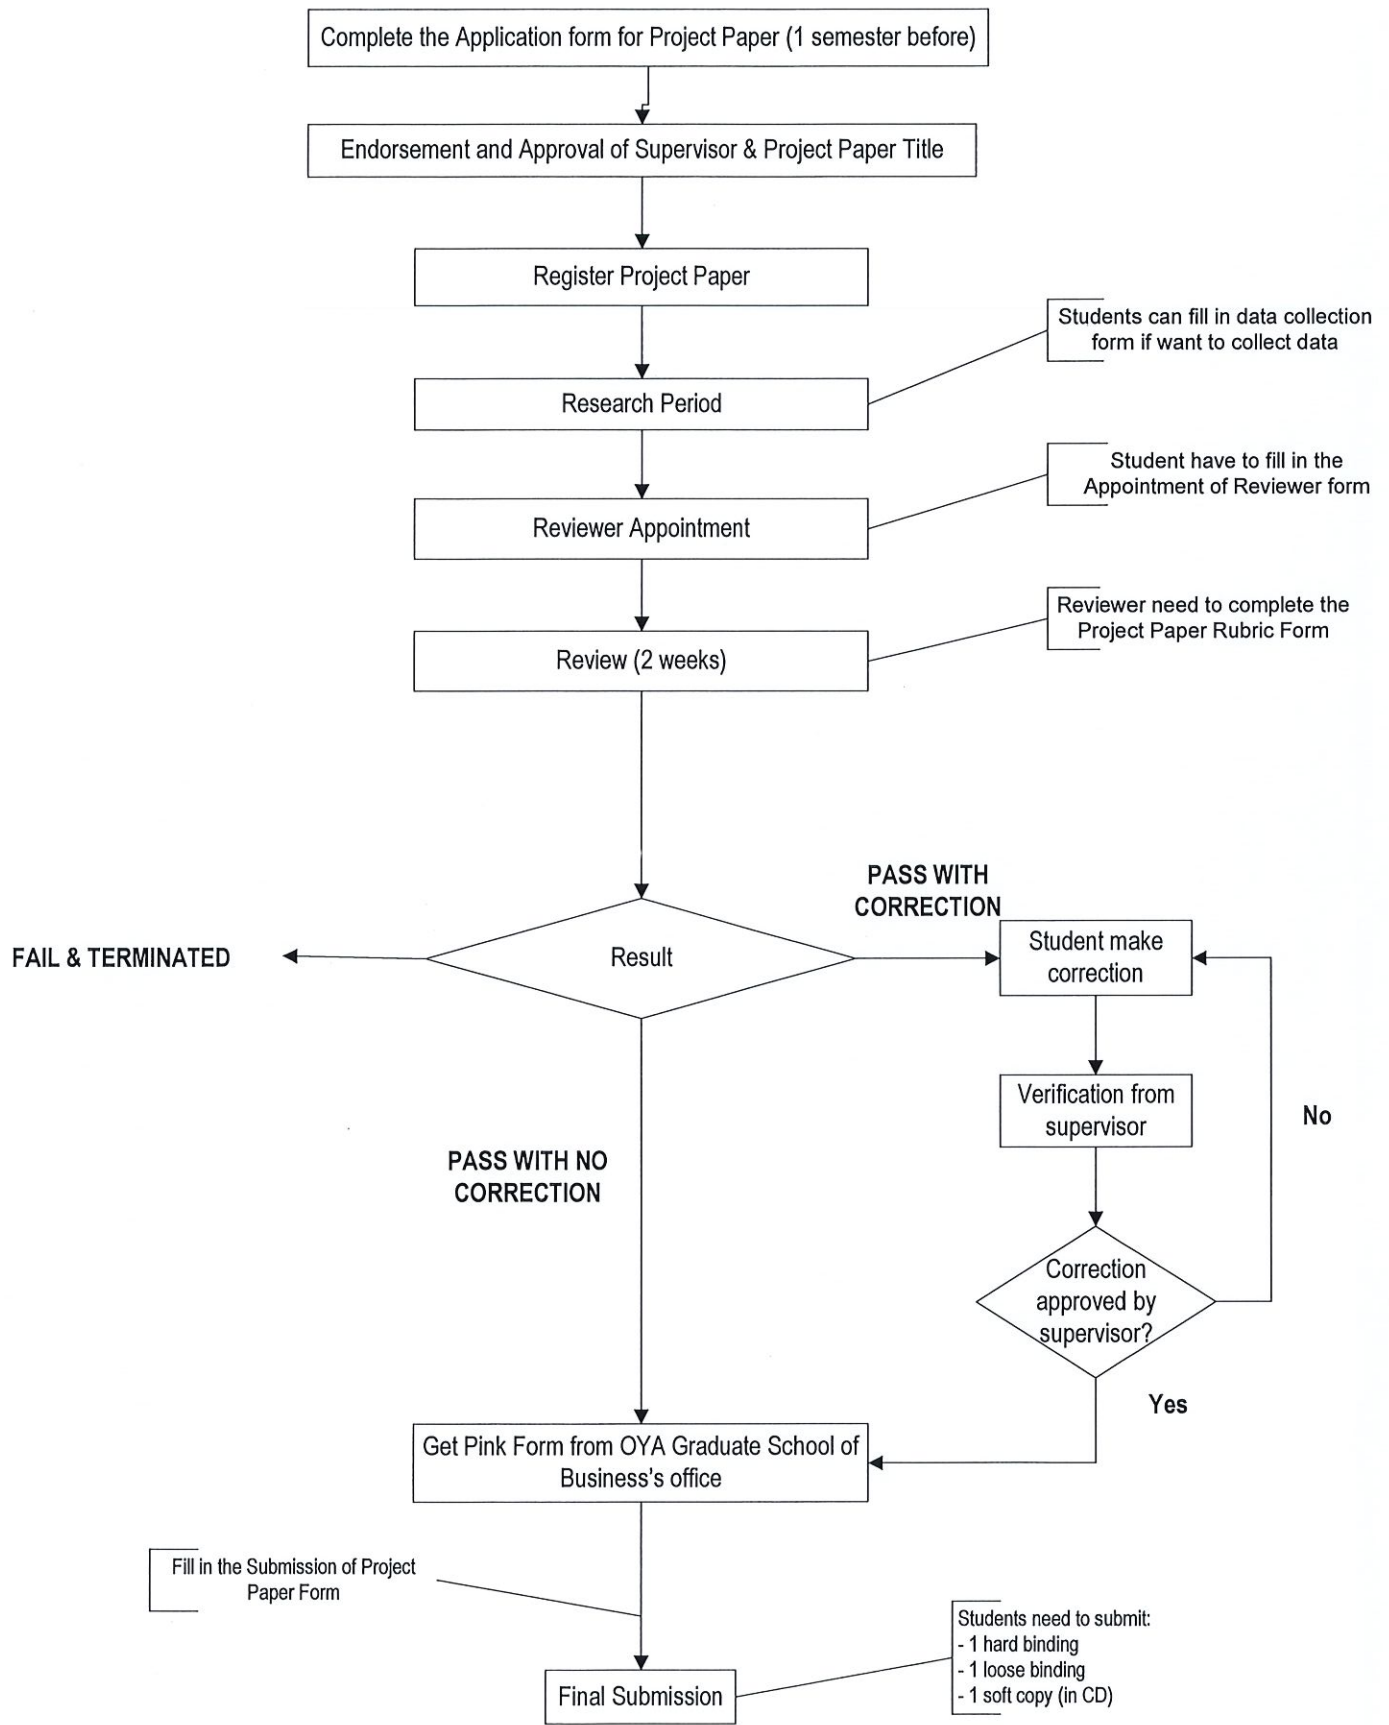 Complete the Application form for Project Paper (1 semester before)
Endorsement and Approval of Supervisor & Project Paper Title
Register Project Paper
Students can fill in data collection
form if want to collect data
Research Period
Student have to fill in the
Appointment of Reviewer form
Reviewer Appointment
Reviewer need to complete the
Project Paper Rubric Form
Review (2 weeks)
PASS WITH
CORRECTION
FAIL & TERMINATED
Result
Student make
correction
Verification from
supervisor
No
PASS WITH NO
CORRECTION
Correction
approved by
supervisor?
Yes
Get Pink Form from OYA Graduate School of
Business's office
Fill in the Submission of Project
Paper Form
Students need to submit:
- 1 hard binding
- 1 loose binding
- 1 soft copy (in CD)
Final Submission